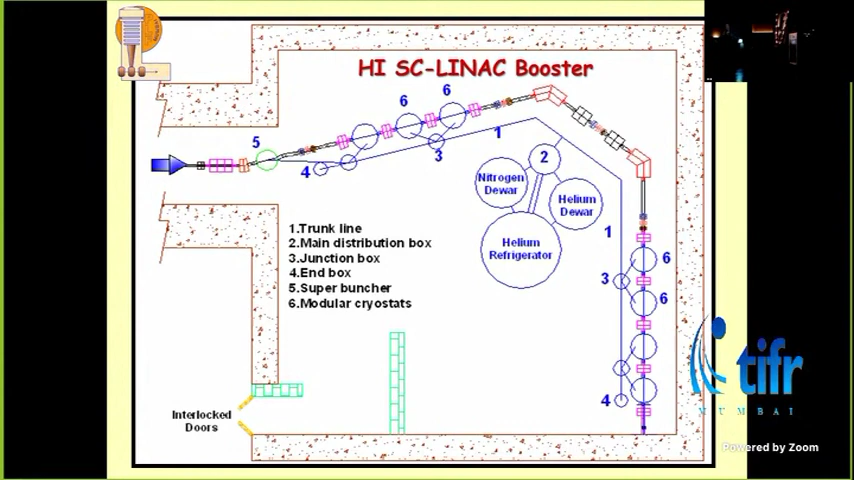 HI SC-LINAC Booster
6
6
5
1
4
3
2
Nitrogen
Dewar
Helium
Dewar
Helium
Refrigerator
1
6
3
6
4
1.Trunk line
2.Main distribution box
3.Junction box
4.End box
5.Super buncher
6.Modular cryostats
Interlocked
Doors
tifr
MUMBAI
Powered by Zoom